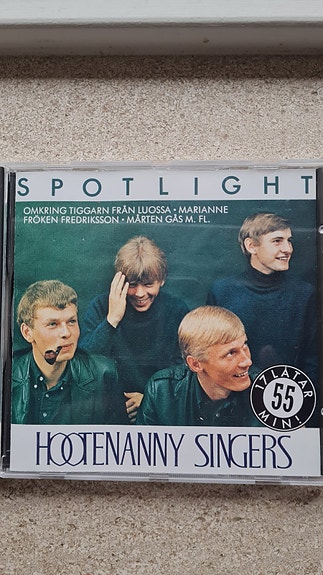 SPOTLIGHT
OMKRING TIGGARN FRÅN LUOSSA • MARIANNE
FRÖKEN FREDRIKSSON • MÅRTEN GÅS M. FL.
17 LÅTAR
55
MIN!
HOOTENANNY SINGERS